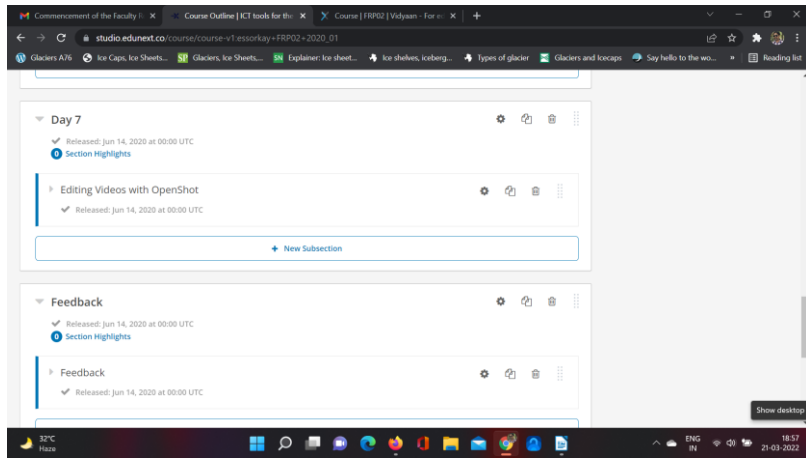 Commencement of the Faculty
Course Outline | ICT tools for the
Course | FRP02 | Vidyaan - For e
studio.edunext.co/course/course-v1:essorkay+FRP02+2020_01
Glaciers A76
Ice Caps, Ice Sheets...
Glaciers, Ice Sheets,...
Explainer: Ice sheet...
Ice shelves, iceberg...
Types of glacier
Glaciers and Icecaps
Say hello to the wo...
»
Reading list
Day 7
Released: Jun 14, 2020 at 00:00 UTC
0 Section Highlights
Editing Videos with OpenShot
Released: Jun 14, 2020 at 00:00 UTC
+ New Subsection
Feedback
Released: Jun 14, 2020 at 00:00 UTC
0 Section Highlights
Feedback
Released: Jun 14, 2020 at 00:00 UTC
Show desktop
32°C
Haze
ENG
IN
18:57
21-03-2022